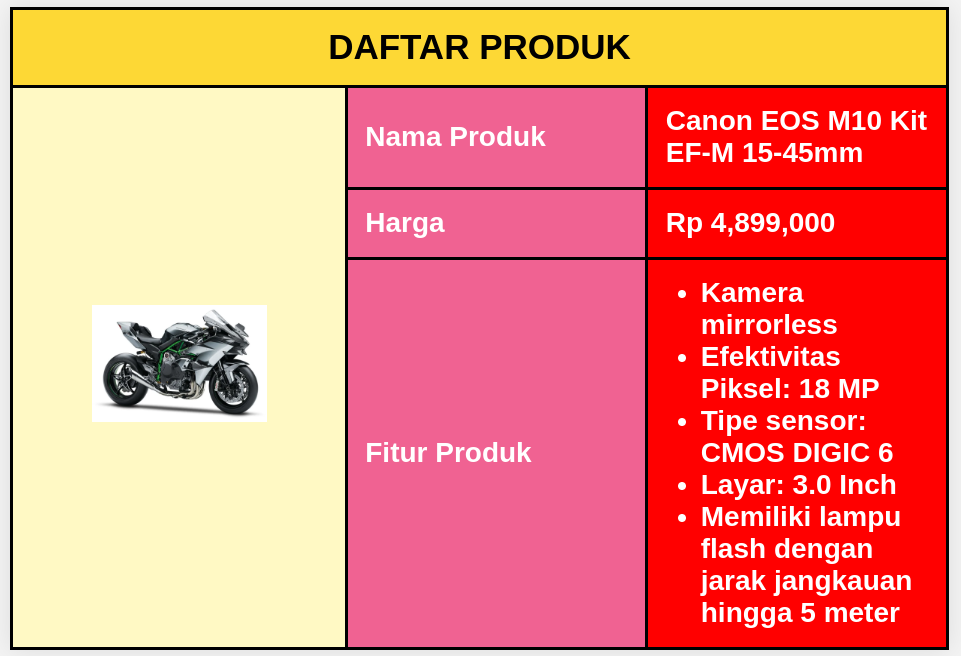 DAFTAR PRODUK
Nama Produk
Canon EOS M10 Kit
EF-M 15-45mm
Harga
Rp 4,899,000
Fitur Produk
• Kamera
mirrorless
• Efektivitas
Piksel: 18 MP
• Tipe sensor:
CMOS DIGIC 6
• Layar: 3.0 Inch
• Memiliki lampu
flash dengan
jarak jangkauan
hingga 5 meter